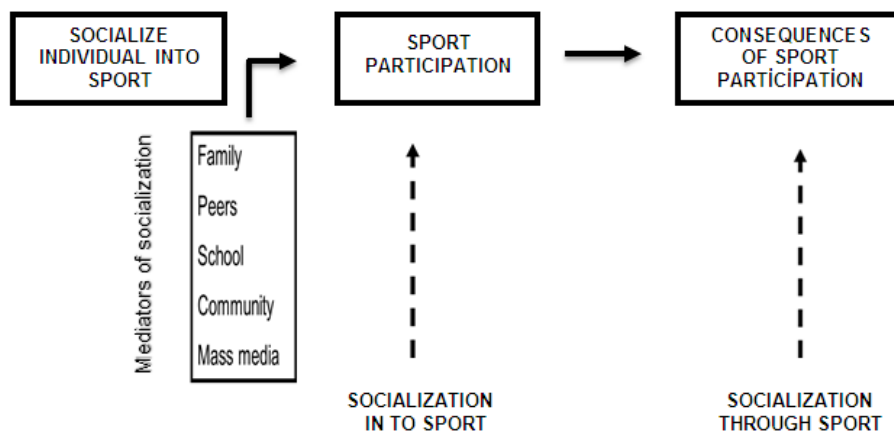 SOCIALIZE
INDIVIDUAL INTO
SPORT
SPORT
PARTICIPATION
CONSEQUENCES
OF SPORT
PARTİCİPATİON
Mediators of socialization
Family
Peers
School
Community
Mass media
SOCIALIZATION
IN TO SPORT
SOCIALIZATION
THROUGH SPORT